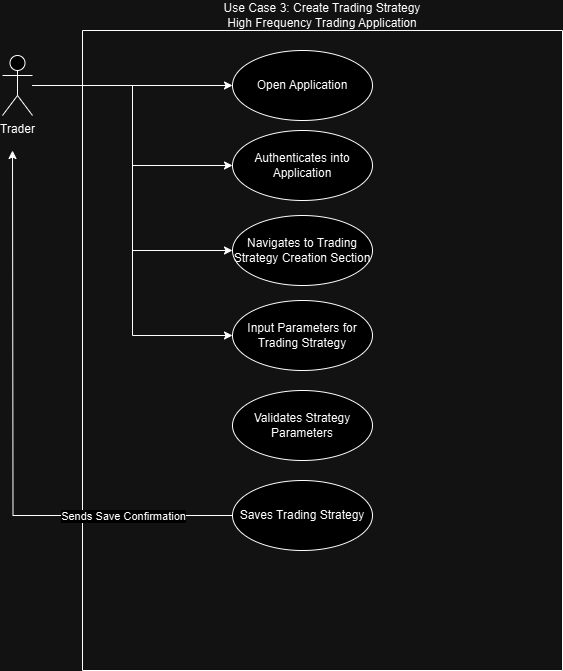 Use Case 3: Create Trading Strategy
High Frequency Trading Application
Open Application
Trader
Authenticates into
Application
Navigates to Trading
Strategy Creation Section
Input Parameters for
Trading Strategy
Validates Strategy
Parameters
Sends Save Confirmation
Saves Trading Strategy